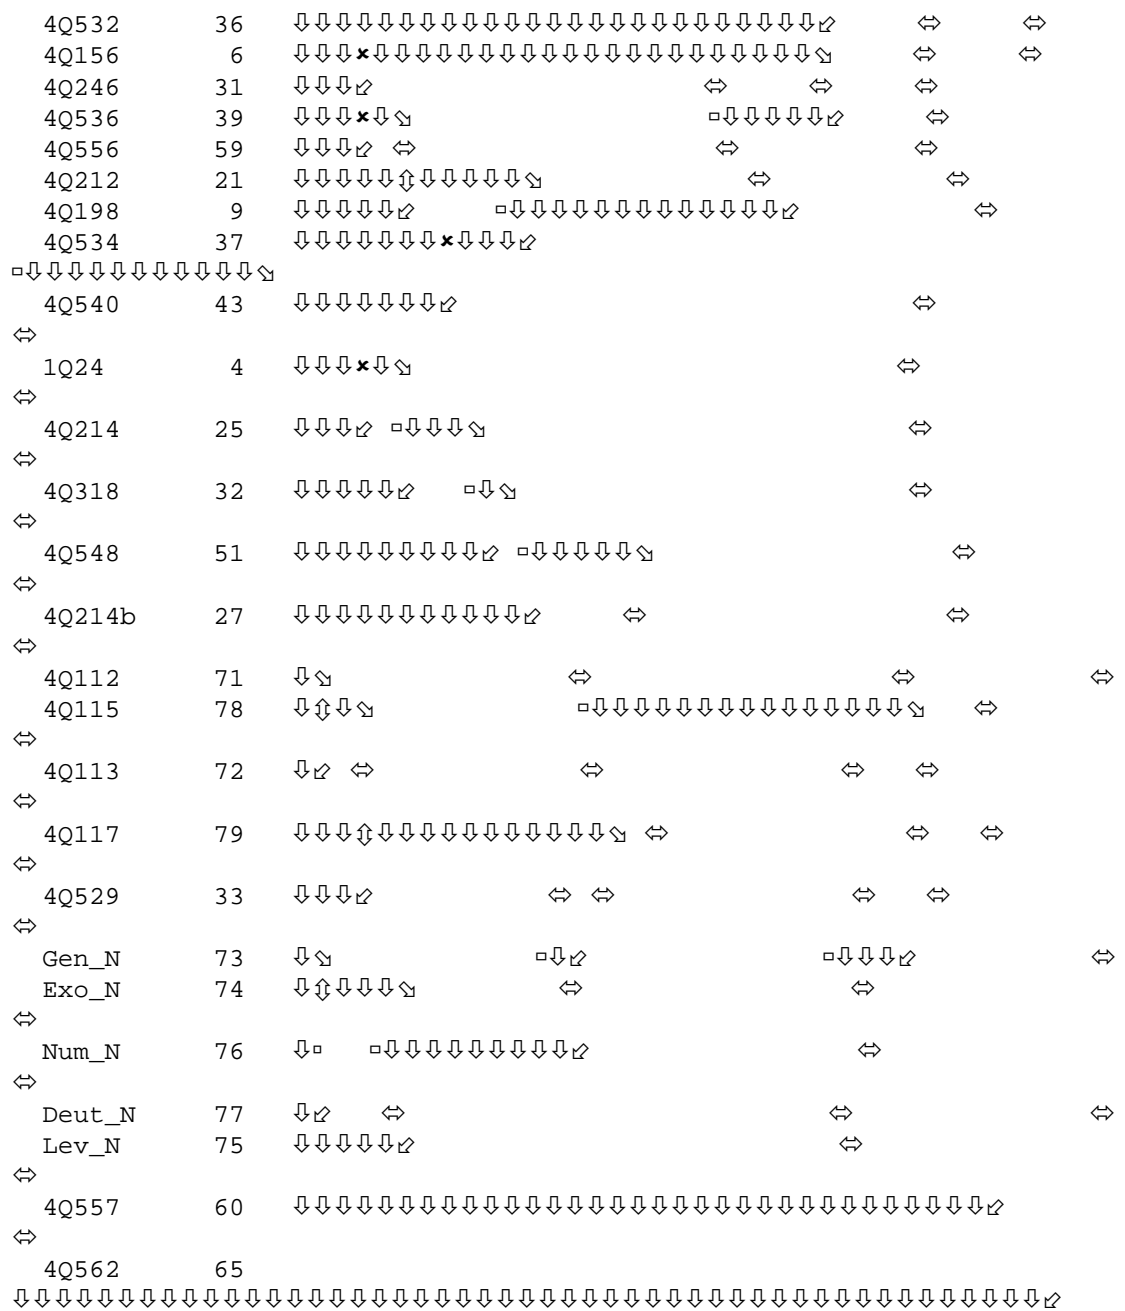 4Q532 36
4Q156 6
4Q246 31
4Q536 39
4Q556 59
4Q212 21
4Q198 9
4Q534 37
4Q540 43
1Q24 4
4Q214 25
4Q318 32
4Q548 51
4Q214b 27
4Q112 71
4Q115 78
4Q113 72
4Q117 79
4Q529 33
Gen_N 73
Exo_N 74
Num_N 76
Deut_N 77
Lev_N 75
4Q557 60
4Q562 65